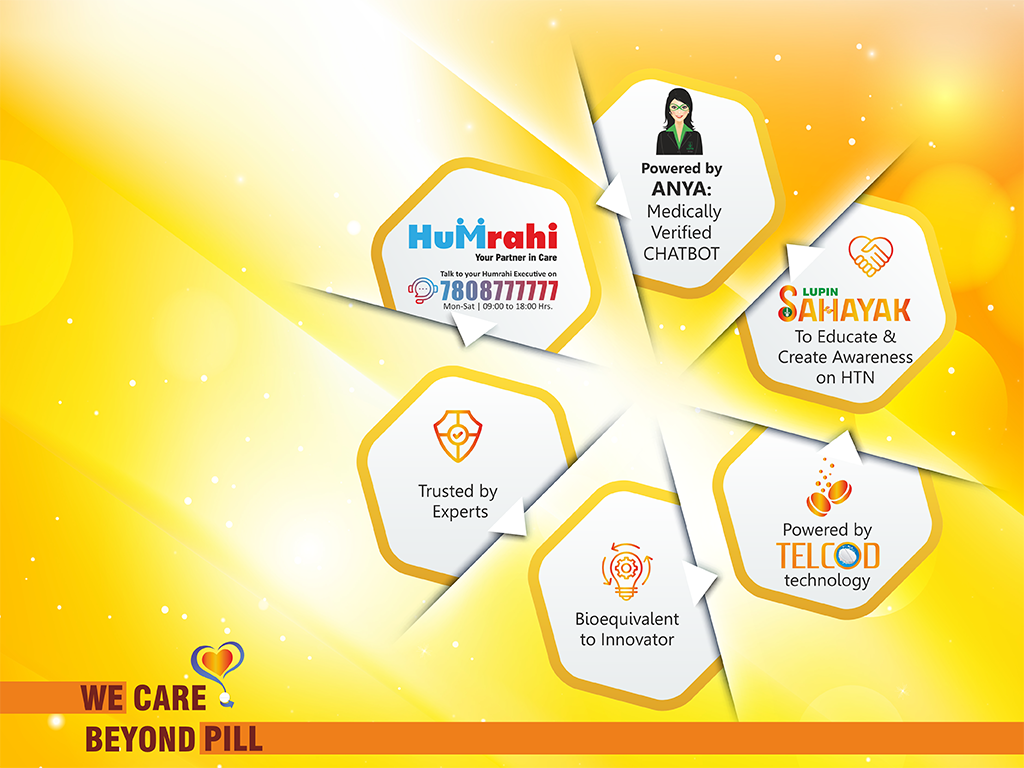 Powered by
ANYA:
Medically
Verified
CHATBOT
LUPIN
SAHAYAK
To Educate &
Create Awareness
on HTN
Powered by
TELCOD
technology
Bioequivalent
to Innovator
Trusted by
Experts
HuMrahi
Your Partner in Care
Talk to your Humrahi Executive on
7808777777
Mon-Sat | 09:00 to 18:00 Hrs.
WE CARE
BEYOND PILL